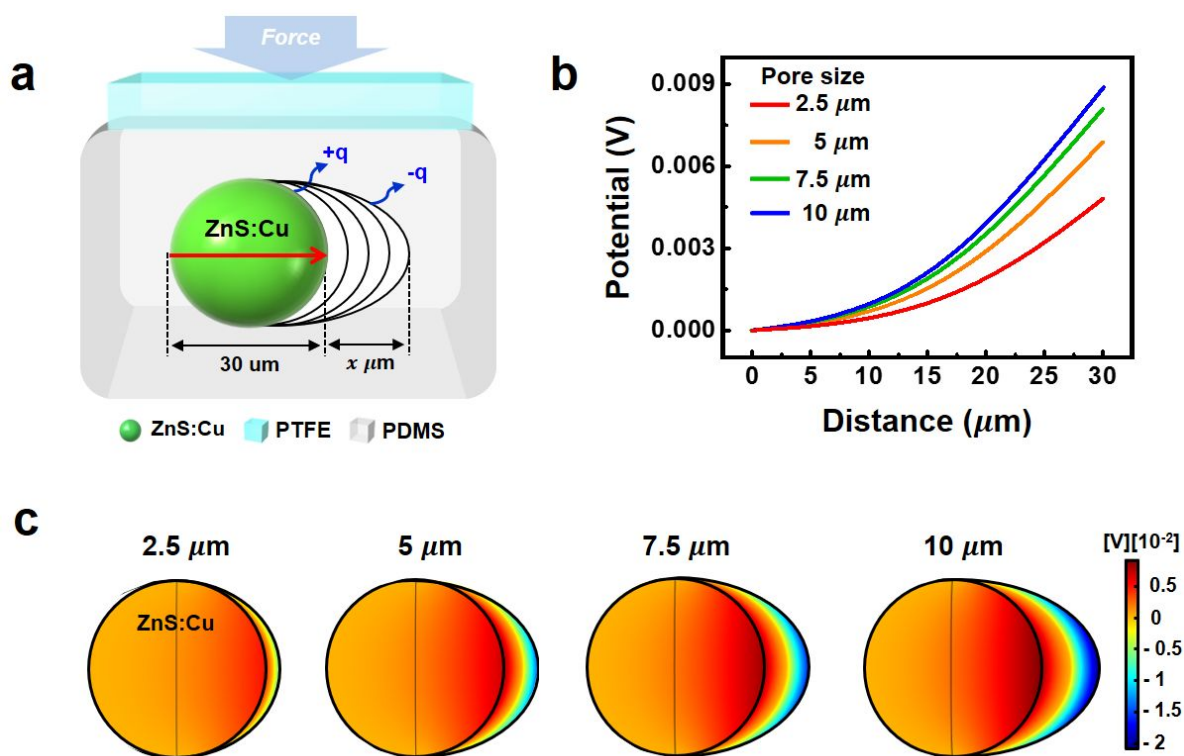 Force
a
+q
-q
ZnS:Cu
30 um
x μm
ZnS:Cu PTFE PDMS
b
Pore size
2.5 μm
5 μm
7.5 μm
10 μm
0.009
0.006
0.003
0.000
Potential (V)
0 5 10 15 20 25 30
Distance (μm)
c
2.5 μm 5 μm 7.5 μm 10 μm
ZnS:Cu
[V][10⁻²]
0.5
0
- 0.5
- 1
- 1.5
- 2